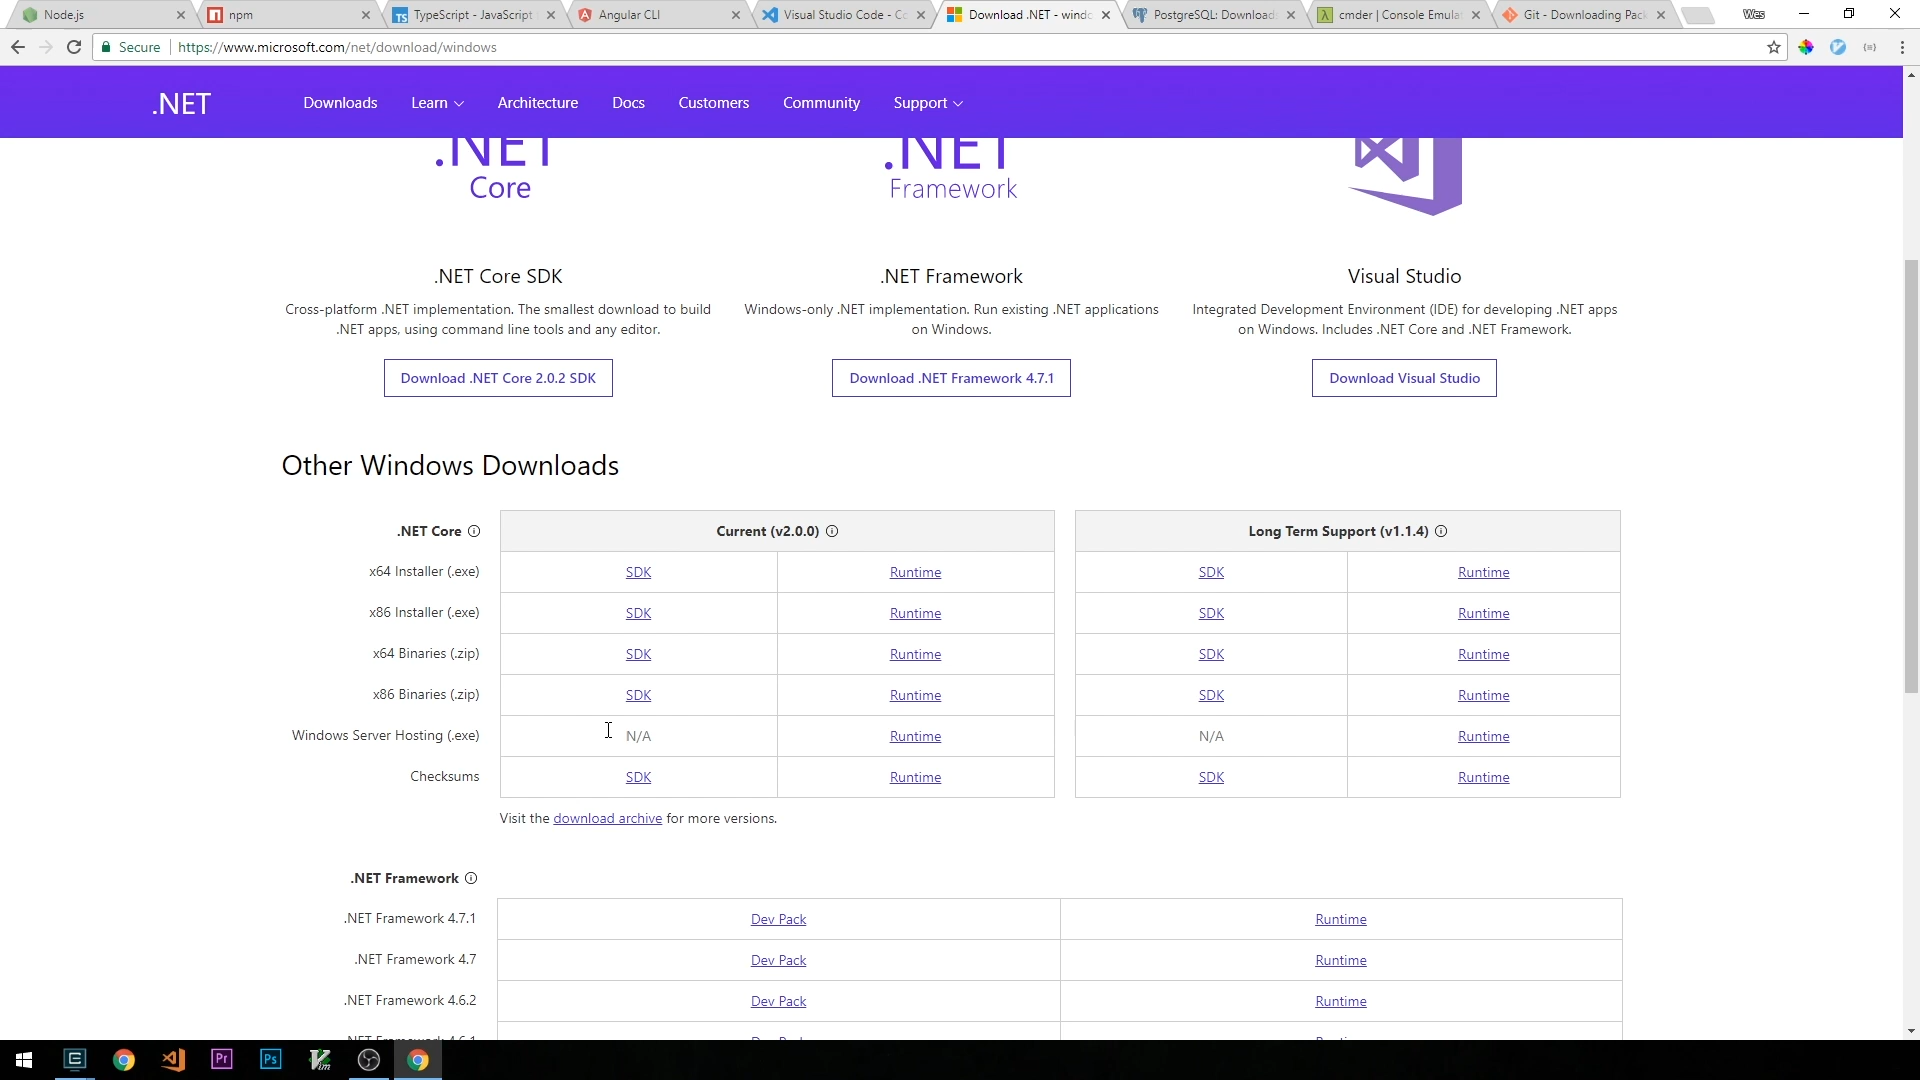 Node.js
npm
TypeScript - JavaScript
Angular CLI
Visual Studio Code - Co
Download .NET - windo
PostgreSQL: Downloads
cmder | Console Emula
Git - Downloading Pack
Wes
Secure
https://www.microsoft.com/net/download/windows
.NET
Downloads
Learn
Architecture
Docs
Customers
Community
Support
.NET
Core
.NET
Framework
.NET Core SDK
Cross-platform .NET implementation. The smallest download to build
.NET apps, using command line tools and any editor.
Download .NET Core 2.0.2 SDK
.NET Framework
Windows-only .NET implementation. Run existing .NET applications
on Windows.
Download .NET Framework 4.7.1
Visual Studio
Integrated Development Environment (IDE) for developing .NET apps
on Windows. Includes .NET Core and .NET Framework.
Download Visual Studio
Other Windows Downloads
.NET Core Current (v2.0.0) Long Term Support (v1.1.4)
x64 Installer (.exe) SDK Runtime SDK Runtime
x86 Installer (.exe) SDK Runtime SDK Runtime
x64 Binaries (.zip) SDK Runtime SDK Runtime
x86 Binaries (.zip) SDK Runtime SDK Runtime
Windows Server Hosting (.exe) N/A Runtime N/A Runtime
Checksums SDK Runtime SDK Runtime
Visit the download archive for more versions.
.NET Framework
.NET Framework 4.7.1 Dev Pack Runtime
.NET Framework 4.7 Dev Pack Runtime
.NET Framework 4.6.2 Dev Pack Runtime
Pr
Ps